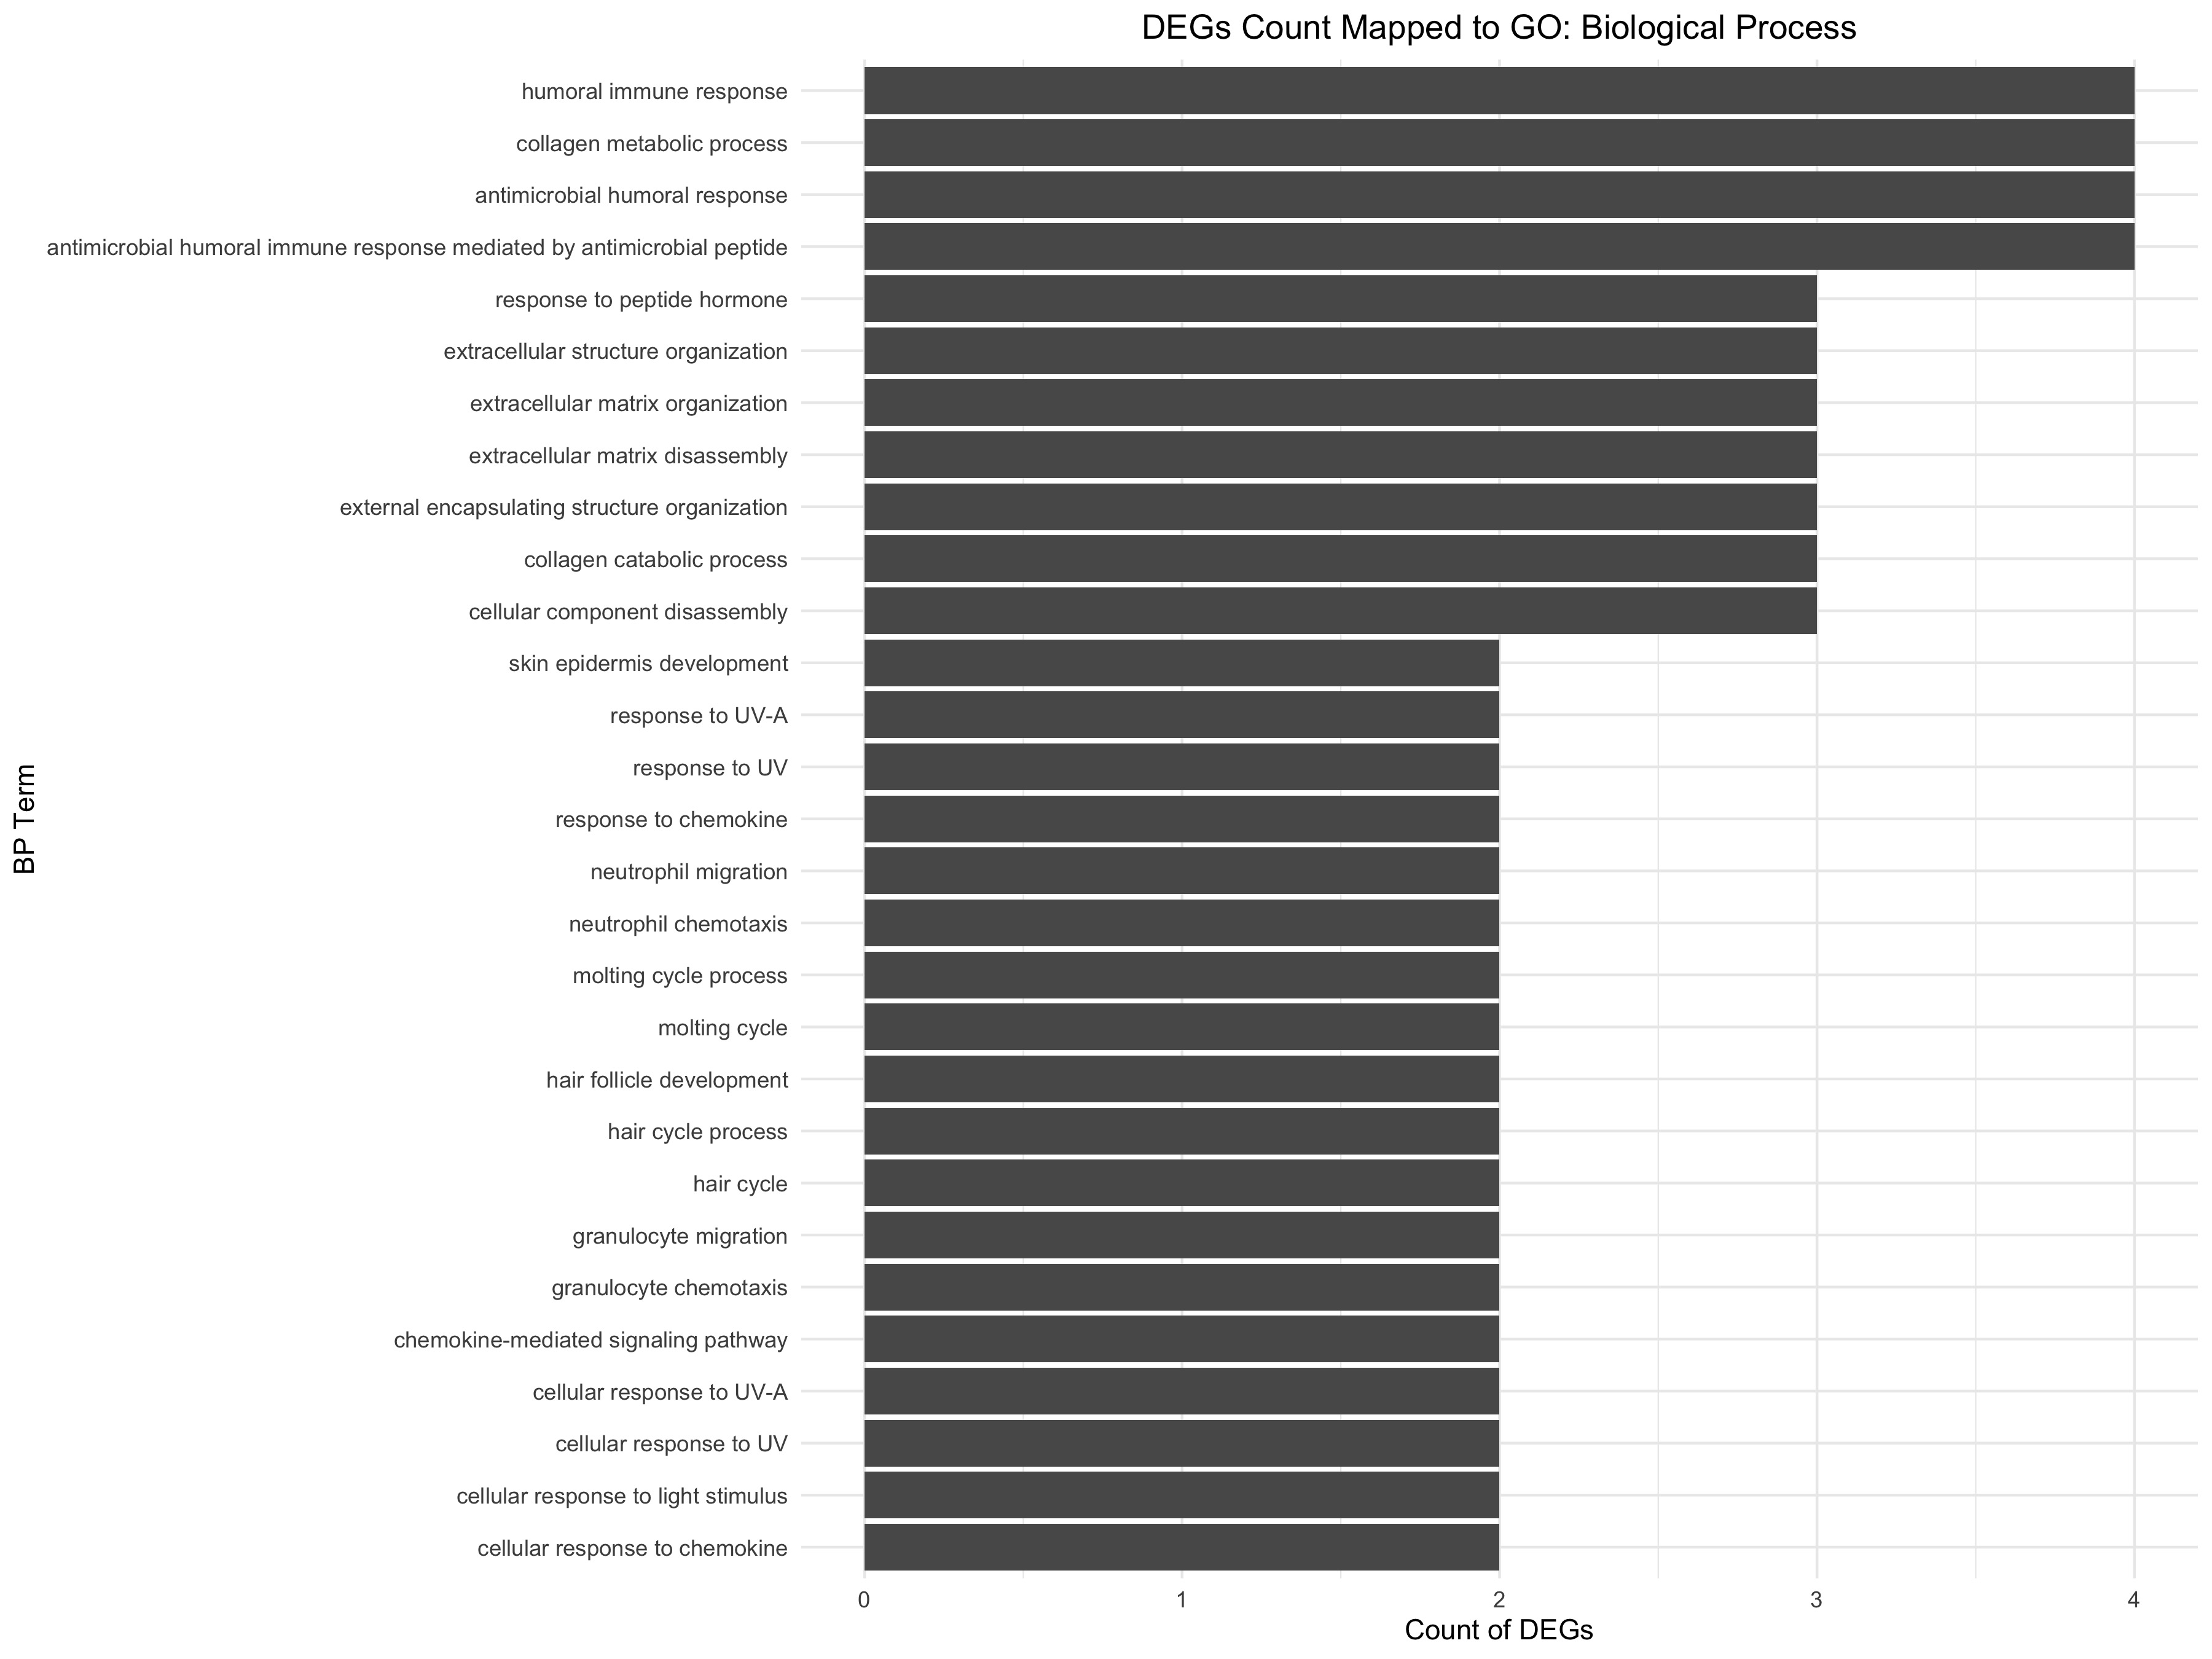 DEGs Count Mapped to GO: Biological Process
humoral immune response
collagen metabolic process
antimicrobial humoral response
antimicrobial humoral immune response mediated by antimicrobial peptide
response to peptide hormone
extracellular structure organization
extracellular matrix organization
extracellular matrix disassembly
external encapsulating structure organization
collagen catabolic process
cellular component disassembly
skin epidermis development
response to UV-A
response to UV
response to chemokine
neutrophil migration
neutrophil chemotaxis
molting cycle process
molting cycle
hair follicle development
hair cycle process
hair cycle
granulocyte migration
granulocyte chemotaxis
chemokine-mediated signaling pathway
cellular response to UV-A
cellular response to UV
cellular response to light stimulus
cellular response to chemokine
BP Term
0 1 2 3 4
Count of DEGs